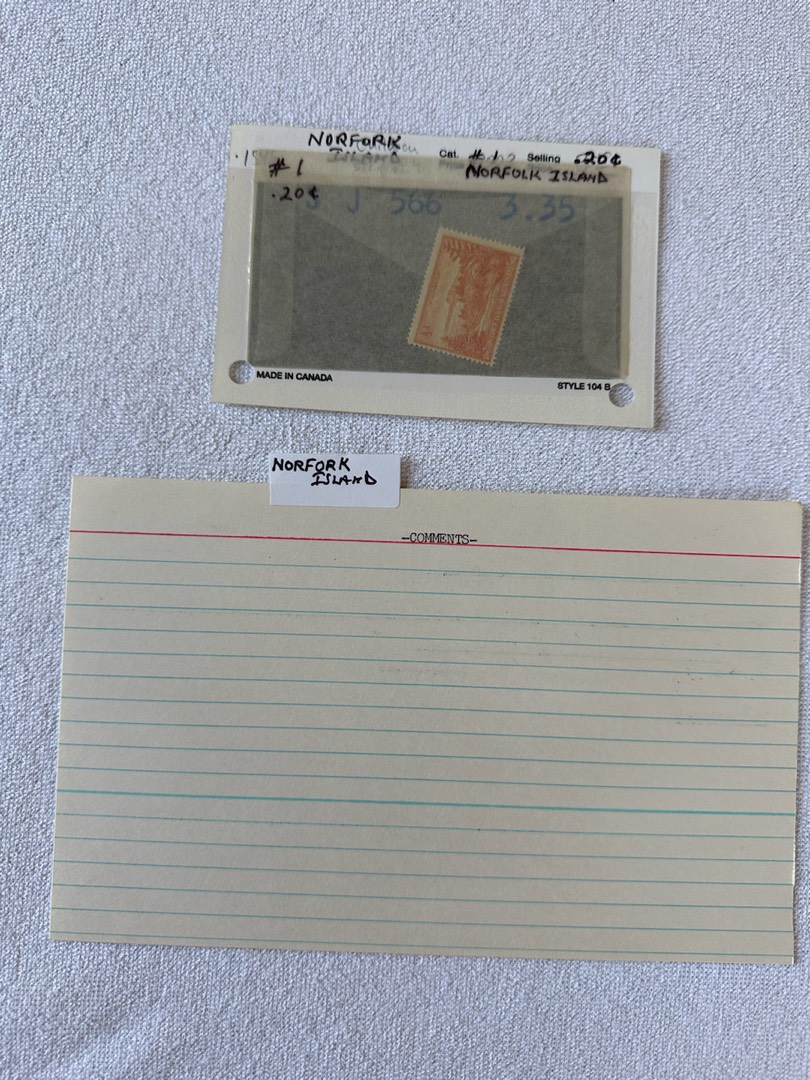 NORFORK
ISLAND
Cat. # 1 Selling .20¢
# 1 NORFOLK ISLAND
.20¢
J 566 3.35
MADE IN CANADA
STYLE 104 B
NORFORK
ISLAND
—COMMENTS—